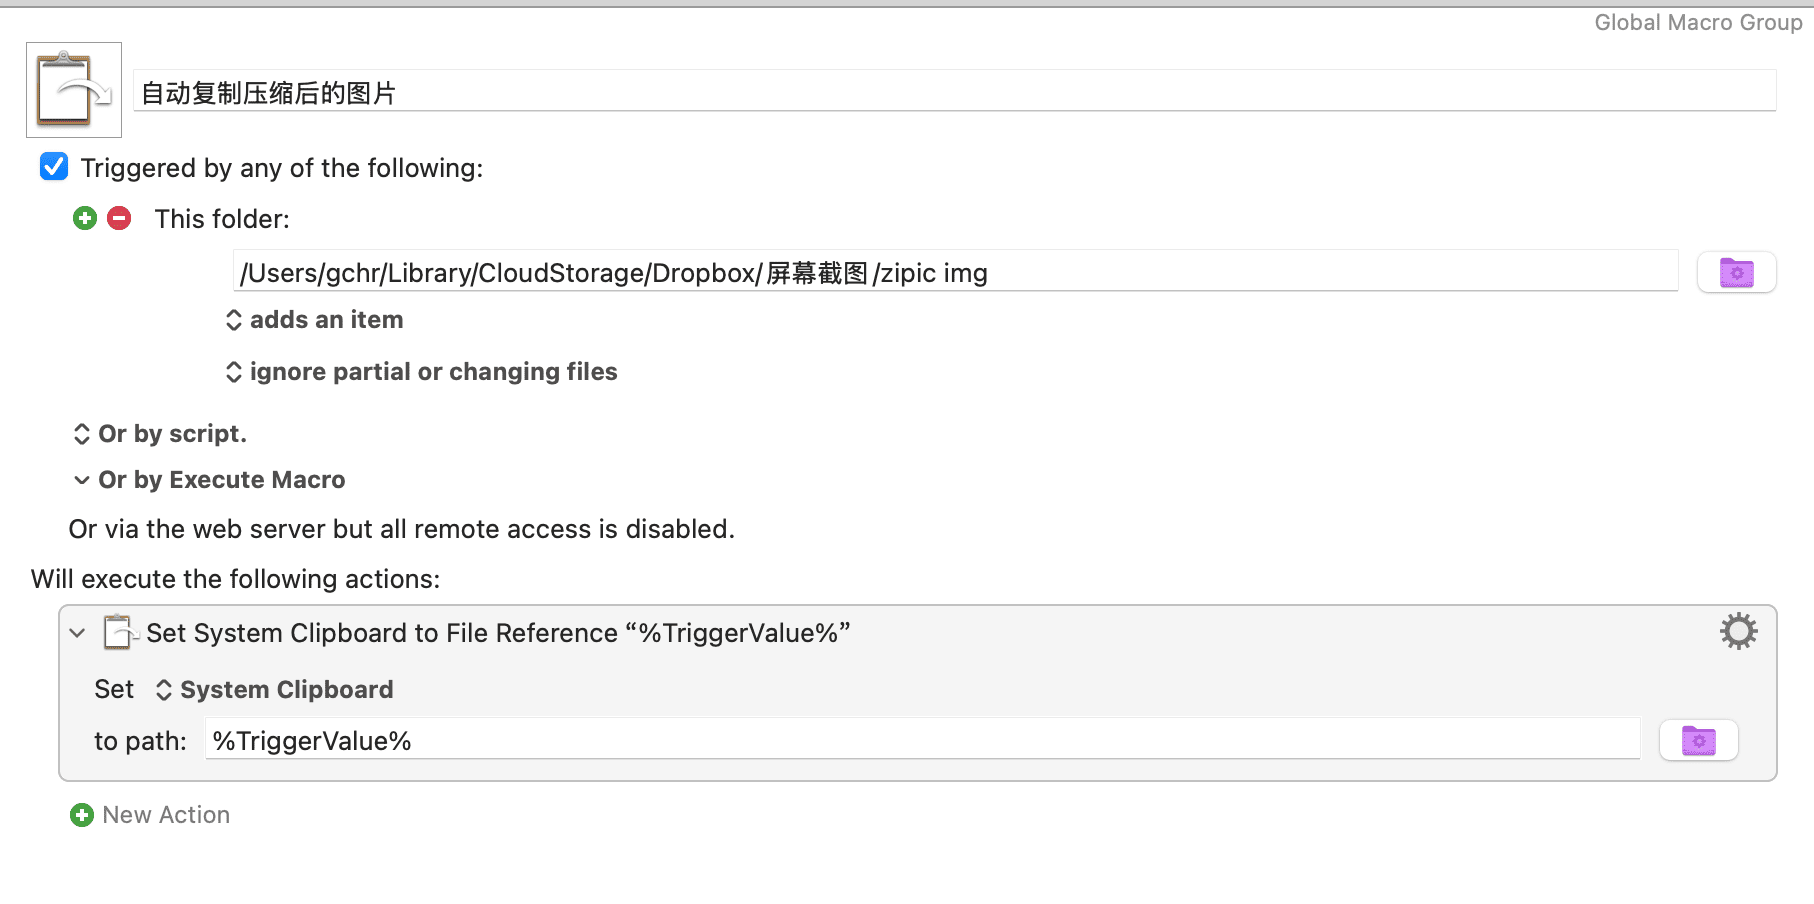 Global Macro Group
自动复制压缩后的图片
Triggered by any of the following:
This folder:
/Users/gchr/Library/CloudStorage/Dropbox/屏幕截图/zipic img
adds an item
ignore partial or changing files
Or by script.
Or by Execute Macro
Or via the web server but all remote access is disabled.
Will execute the following actions:
Set System Clipboard to File Reference “%TriggerValue%”
Set System Clipboard
to path: %TriggerValue%
New Action